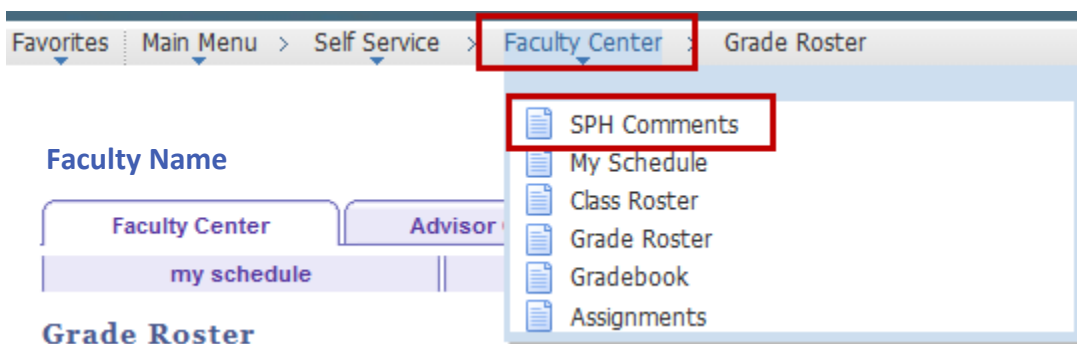 Favorites Main Menu > Self Service > Faculty Center > Grade Roster
SPH Comments
My Schedule
Class Roster
Grade Roster
Gradebook
Assignments
Faculty Name
Faculty Center Advisor
my schedule
Grade Roster